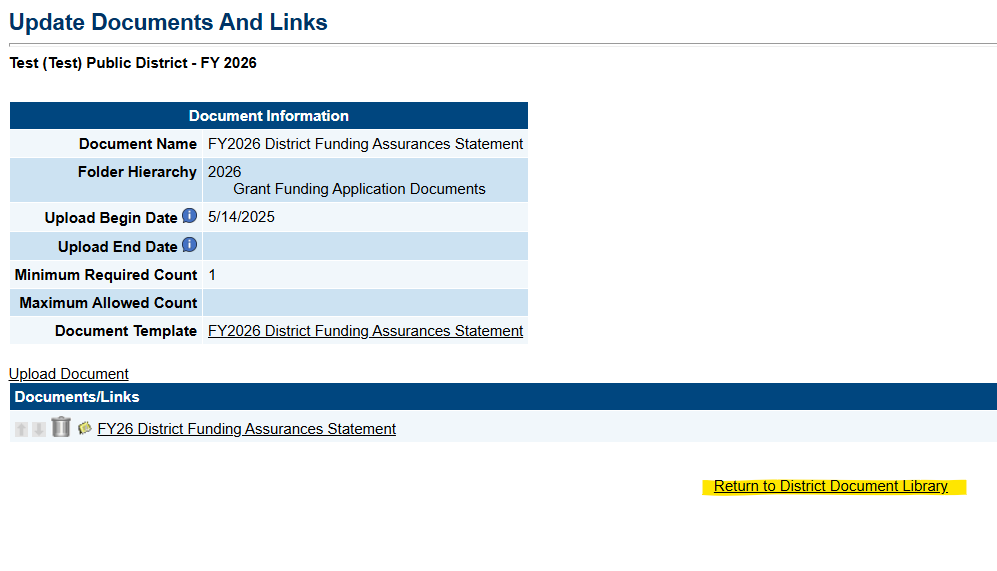 Update Documents And Links
Test (Test) Public District - FY 2026
Document Information
Document Name FY2026 District Funding Assurances Statement
Folder Hierarchy 2026
Grant Funding Application Documents
Upload Begin Date 5/14/2025
Upload End Date
Minimum Required Count 1
Maximum Allowed Count
Document Template FY2026 District Funding Assurances Statement
Upload Document
Documents/Links
FY26 District Funding Assurances Statement
Return to District Document Library